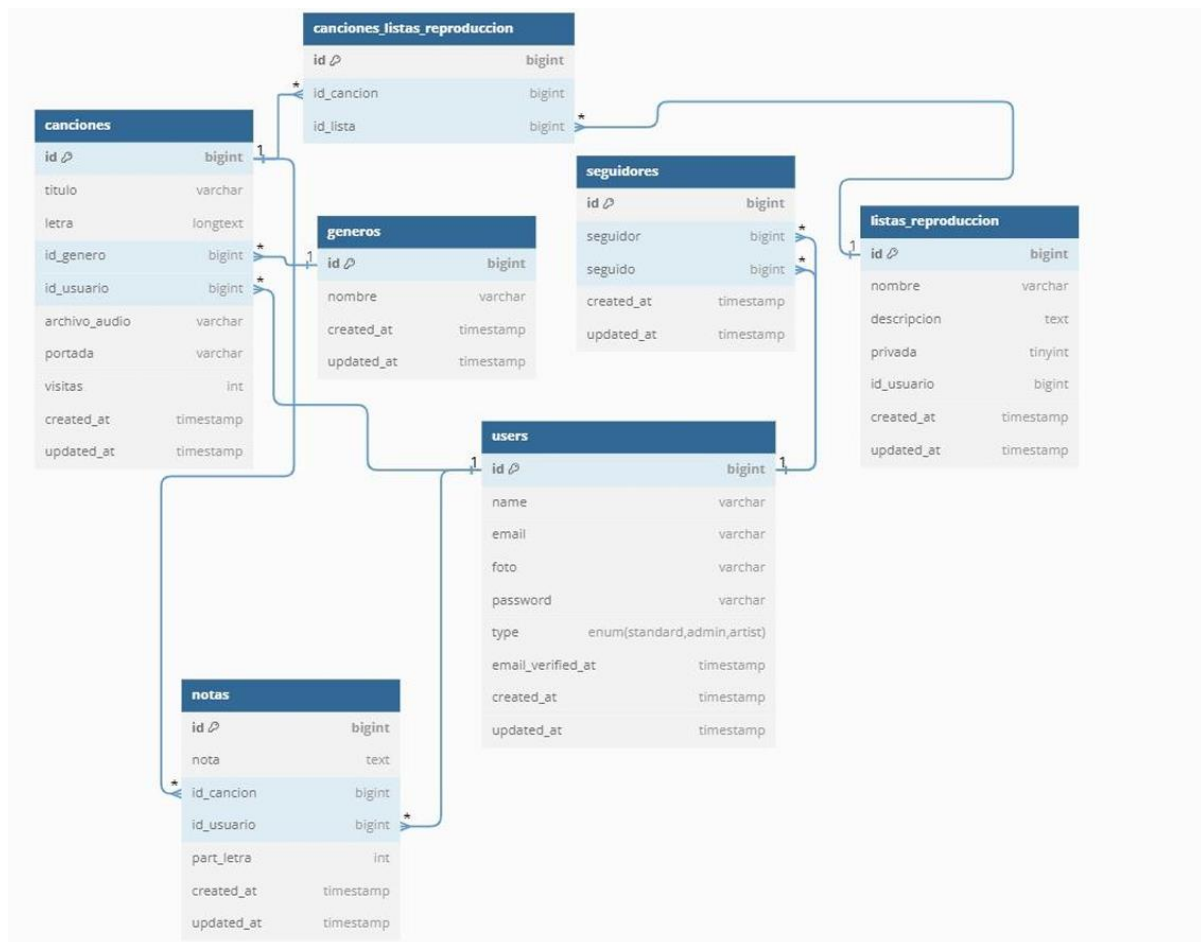 canciones_listas_reproduccion
id bigint
id_cancion bigint
id_lista bigint
canciones
id bigint
titulo varchar
letra longtext
id_genero bigint
id_usuario bigint
archivo_audio varchar
portada varchar
visitas int
created_at timestamp
updated_at timestamp
generos
id bigint
nombre varchar
created_at timestamp
updated_at timestamp
seguidores
id bigint
seguidor bigint
seguido bigint
created_at timestamp
updated_at timestamp
listas_reproduccion
id bigint
nombre varchar
descripcion text
privada tinyint
id_usuario bigint
created_at timestamp
updated_at timestamp
users
id bigint
name varchar
email varchar
foto varchar
password varchar
type enum(standard,admin,artist)
email_verified_at timestamp
created_at timestamp
updated_at timestamp
notas
id bigint
nota text
id_cancion bigint
id_usuario bigint
part_letra int
created_at timestamp
updated_at timestamp
1
*
*
*
*
1
*
*
1
1
1
*
*